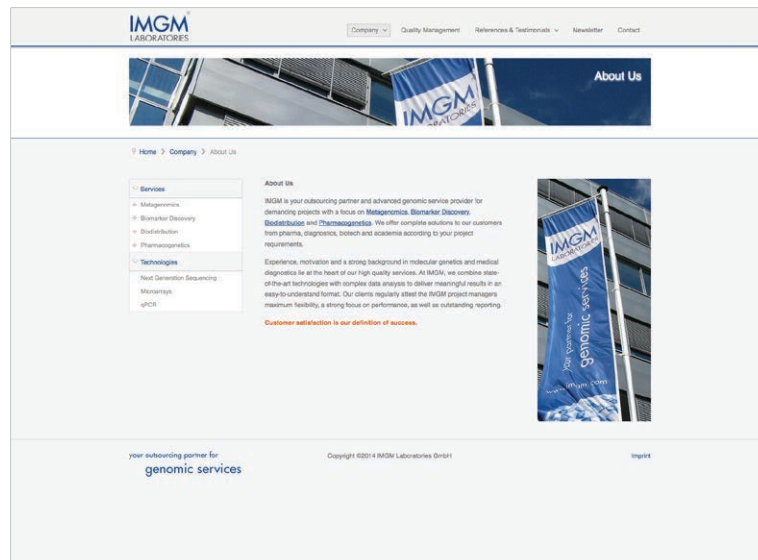 IMGM®
LABORATORIES
Company Quality Management References & Testimonials Newsletter Contact
IMGM
LABORATORIES
About Us
Home > Company > About Us
Services
Metagenomics
Biomarker Discovery
Biodistribution
Pharmacogenetics
Technologies
Next Generation Sequencing
Microarrays
qPCR
About Us
IMGM is your outsourcing partner and advanced genomic service provider for
demanding projects with a focus on Metagenomics, Biomarker Discovery,
Biodistribution and Pharmacogenetics. We offer complete solutions to our customers
from pharma, diagnostics, biotech and academia according to your project
requirements.
Experience, motivation and a strong background in molecular genetics and medical
diagnostics lie at the heart of our high quality services. At IMGM, we combine state-
of-the-art technologies with complex data analysis to deliver meaningful results in an
easy-to-understand format. Our clients regularly attest the IMGM project managers
maximum flexibility, a strong focus on performance, as well as outstanding reporting.
Customer satisfaction is our definition of success.
IMGM
LABORATORIES
your partner for
genomic services
www.imgm.com
your outsourcing partner for
genomic services
Copyright ©2014 IMGM Laboratories GmbH
Imprint